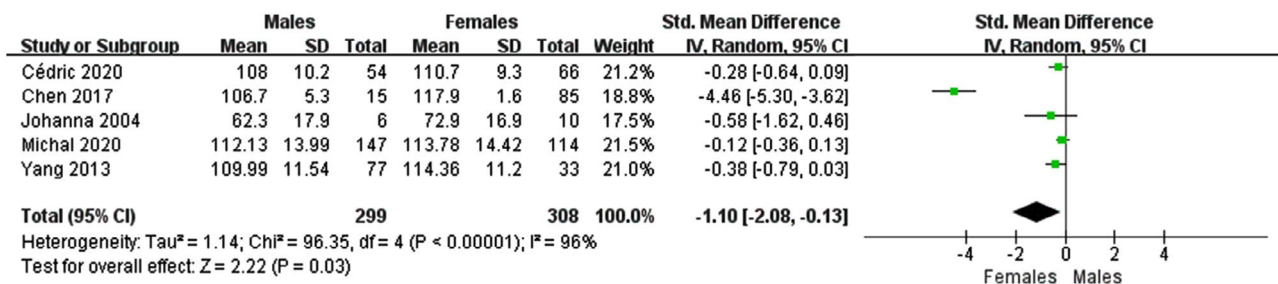 Males Females Std. Mean Difference Std. Mean Difference
Study or Subgroup Mean SD Total Mean SD Total Weight IV, Random, 95% CI IV, Random, 95% CI
Cédric 2020 108 10.2 54 110.7 9.3 66 21.2% -0.28 [-0.64, 0.09]
Chen 2017 106.7 5.3 15 117.9 1.6 85 18.8% -4.46 [-5.30, -3.62]
Johanna 2004 62.3 17.9 6 72.9 16.9 10 17.5% -0.58 [-1.62, 0.46]
Michal 2020 112.13 13.99 147 113.78 14.42 114 21.5% -0.12 [-0.36, 0.13]
Yang 2013 109.99 11.54 77 114.36 11.2 33 21.0% -0.38 [-0.79, 0.03]
Total (95% CI) 299 308 100.0% -1.10 [-2.08, -0.13]
Heterogeneity: Tau² = 1.14; Chi² = 96.35, df = 4 (P < 0.00001); I² = 96%
Test for overall effect: Z = 2.22 (P = 0.03)
-4 -2 0 2 4
Females Males